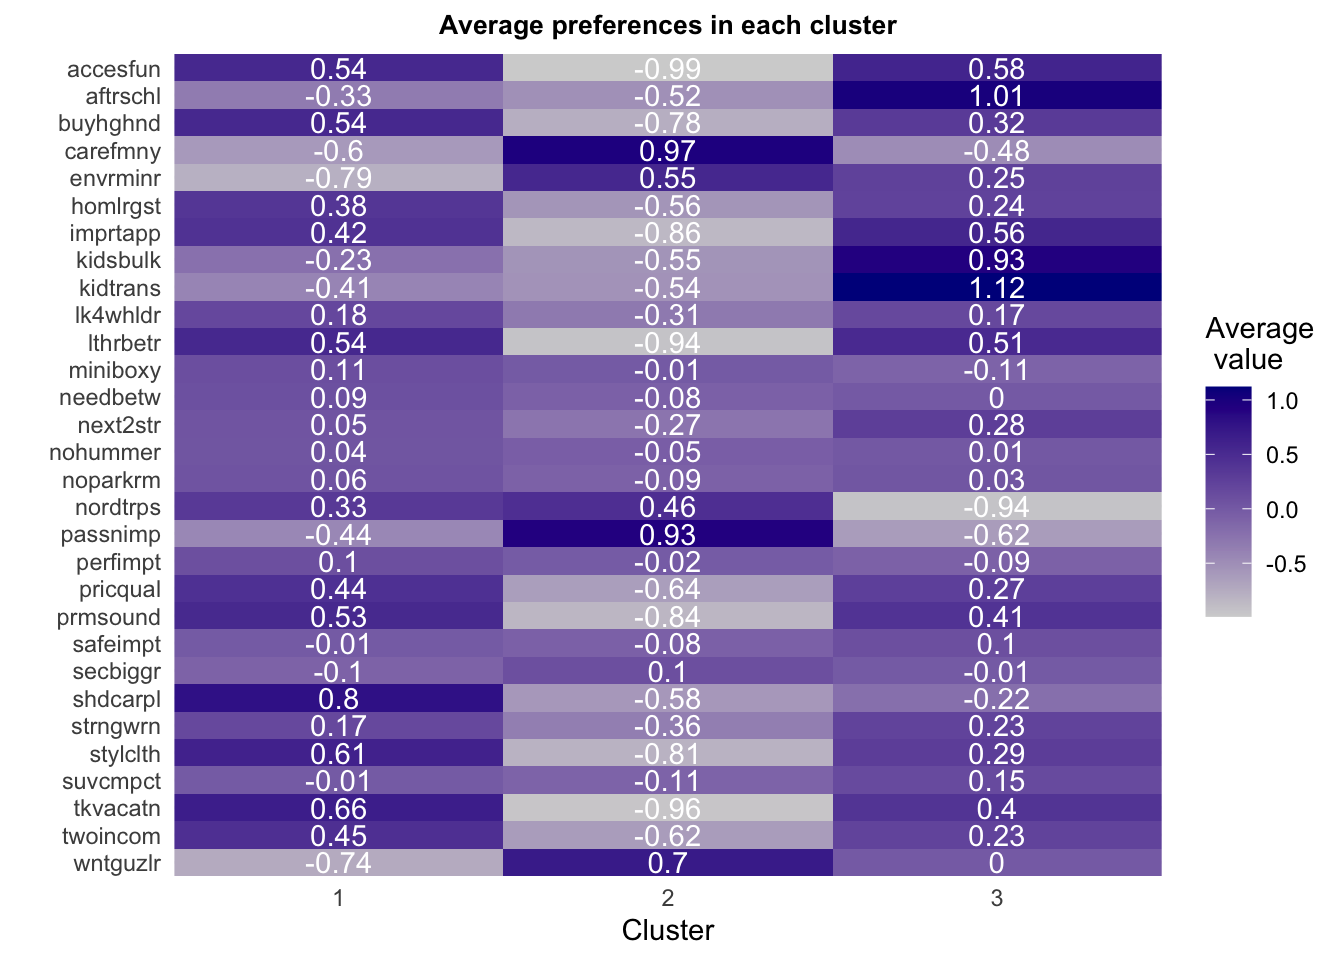 Average preferences in each cluster
accesfun 0.54 -0.99 0.58
aftrschl -0.33 -0.52 1.01
buyhghnd 0.54 -0.78 0.32
carefmny -0.6 0.97 -0.48
envrminr -0.79 0.55 0.25
homlrgst 0.38 -0.56 0.24
imprtapp 0.42 -0.86 0.56
kidsbulk -0.23 -0.55 0.93
kidtrans -0.41 -0.54 1.12
lk4whldr 0.18 -0.31 0.17
lthrbetr 0.54 -0.94 0.51
miniboxy 0.11 -0.01 -0.11
needbetw 0.09 -0.08 0
next2str 0.05 -0.27 0.28
nohummer 0.04 -0.05 0.01
noparkrm 0.06 -0.09 0.03
nordtrps 0.33 0.46 -0.94
passnimp -0.44 0.93 -0.62
perfimpt 0.1 -0.02 -0.09
pricqual 0.44 -0.64 0.27
prmsound 0.53 -0.84 0.41
safeimpt -0.01 -0.08 0.1
secbiggr -0.1 0.1 -0.01
shdcarpl 0.8 -0.58 -0.22
strngwrn 0.17 -0.36 0.23
stylclth 0.61 -0.81 0.29
suvcmpct -0.01 -0.11 0.15
tkvacatn 0.66 -0.96 0.4
twoincom 0.45 -0.62 0.23
wntguzlr -0.74 0.7 0
1 2 3
Cluster
Average
value
1.0
0.5
0.0
-0.5